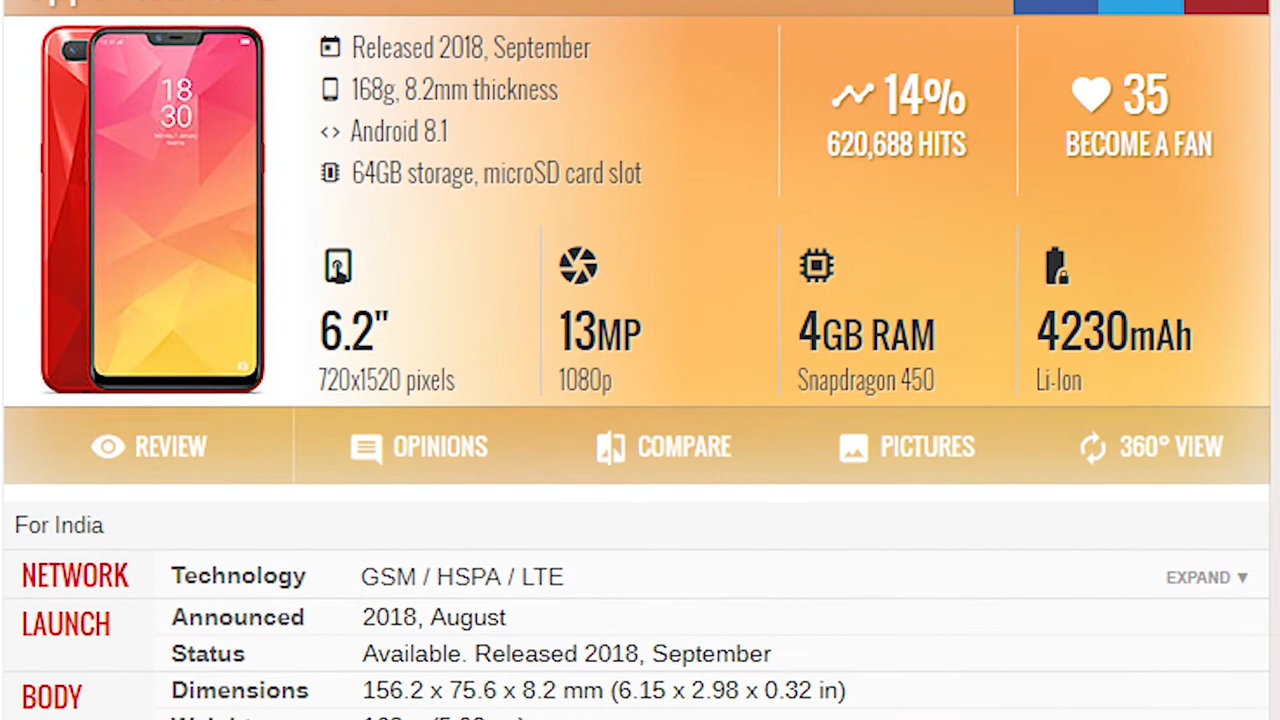 Released 2018, September
168g, 8.2mm thickness
Android 8.1
64GB storage, microSD card slot
14%
620,688 HITS
35
BECOME A FAN
18
30
6.2"
720x1520 pixels
13MP
1080p
4GB RAM
Snapdragon 450
4230mAh
Li-Ion
REVIEW
OPINIONS
COMPARE
PICTURES
360° VIEW
For India
NETWORK Technology GSM / HSPA / LTE EXPAND ▼
LAUNCH Announced 2018, August
Status Available. Released 2018, September
BODY Dimensions 156.2 x 75.6 x 8.2 mm (6.15 x 2.98 x 0.32 in)